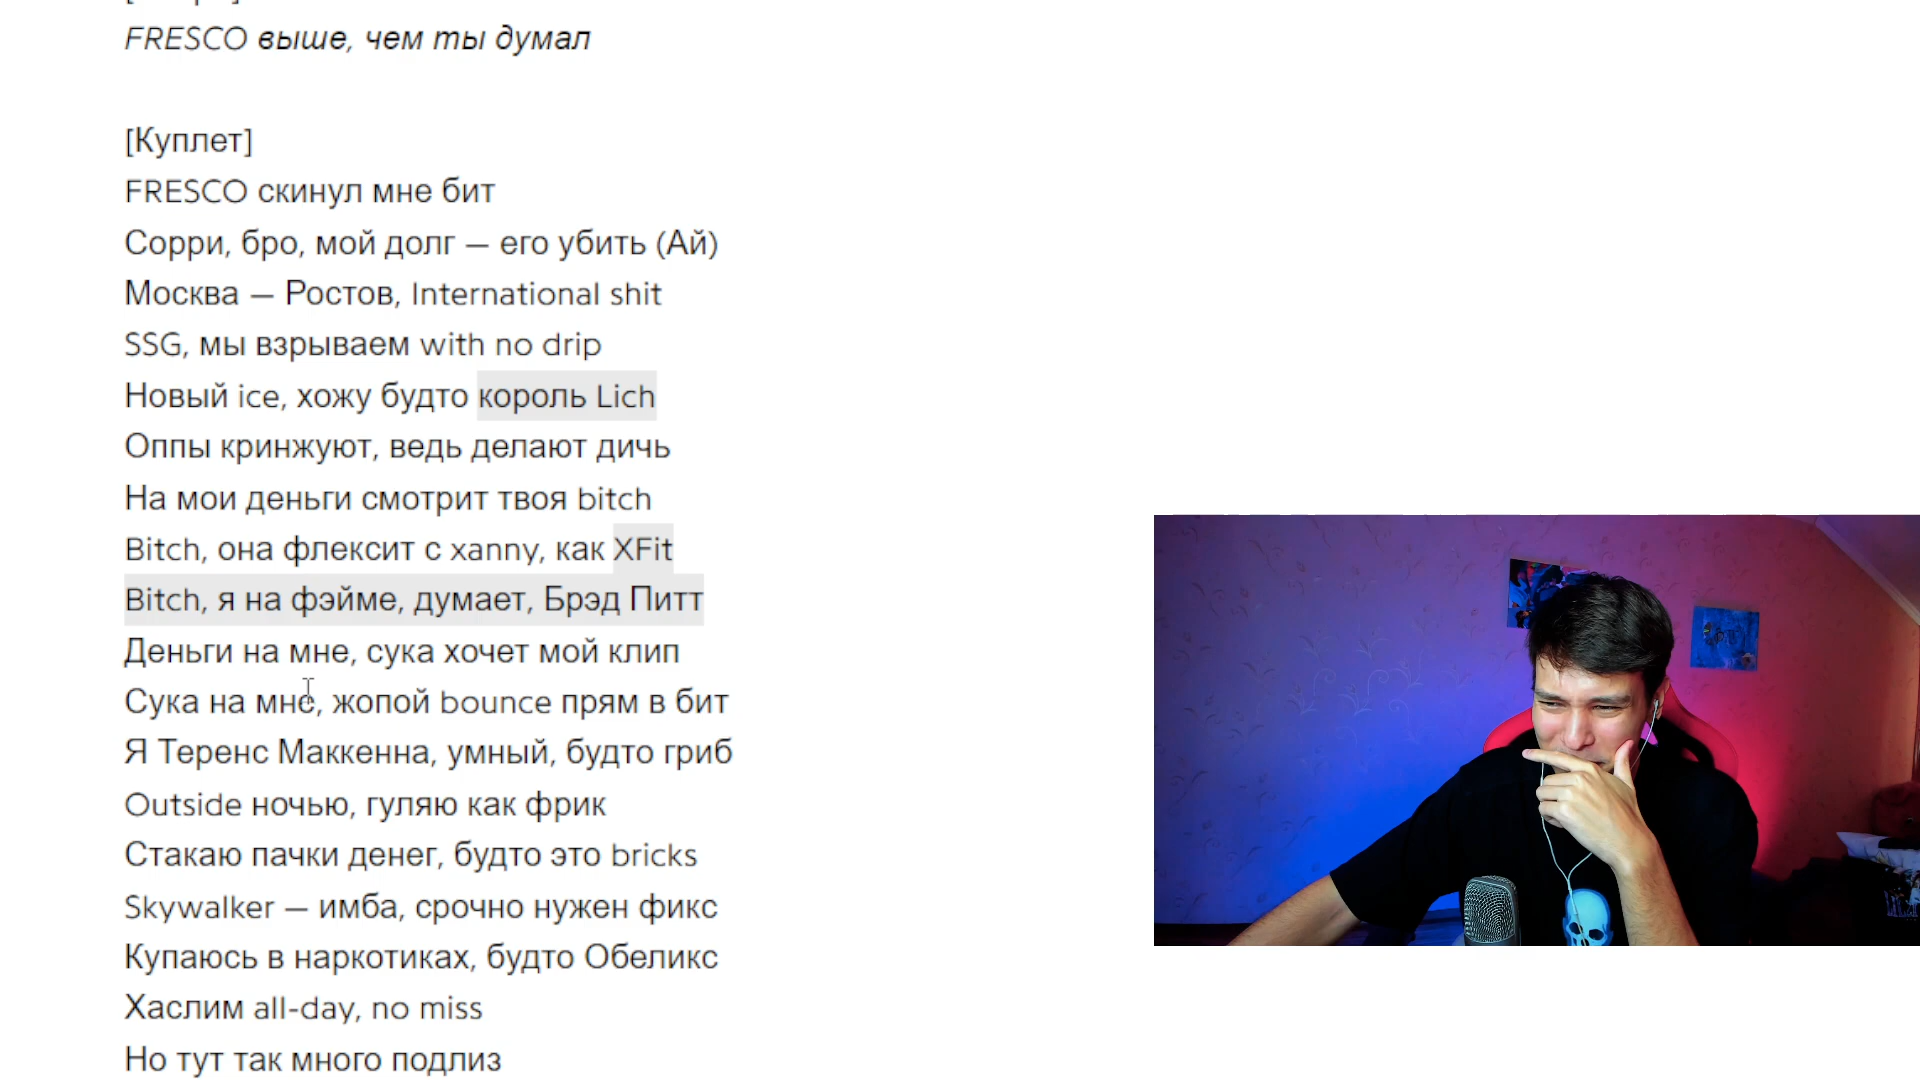 FRESCO выше, чем ты думал
[Куплет]
FRESCO скинул мне бит
Сорри, бро, мой долг — его убить (Ай)
Москва — Ростов, International shit
SSG, мы взрываем with no drip
Новый ice, хожу будто король Lich
Оппы кринжуют, ведь делают дичь
На мои деньги смотрит твоя bitch
Bitch, она флексит с xanny, как XFit
Bitch, я на фэйме, думает, Брэд Питт
Деньги на мне, сука хочет мой клип
Сука на мне, жопой bounce прям в бит
Я Теренс Маккенна, умный, будто гриб
Outside ночью, гуляю как фрик
Стакаю пачки денег, будто это bricks
Skywalker — имба, срочно нужен фикс
Купаюсь в наркотиках, будто Обеликс
Хаслим all-day, no miss
Но тут так много подлиз